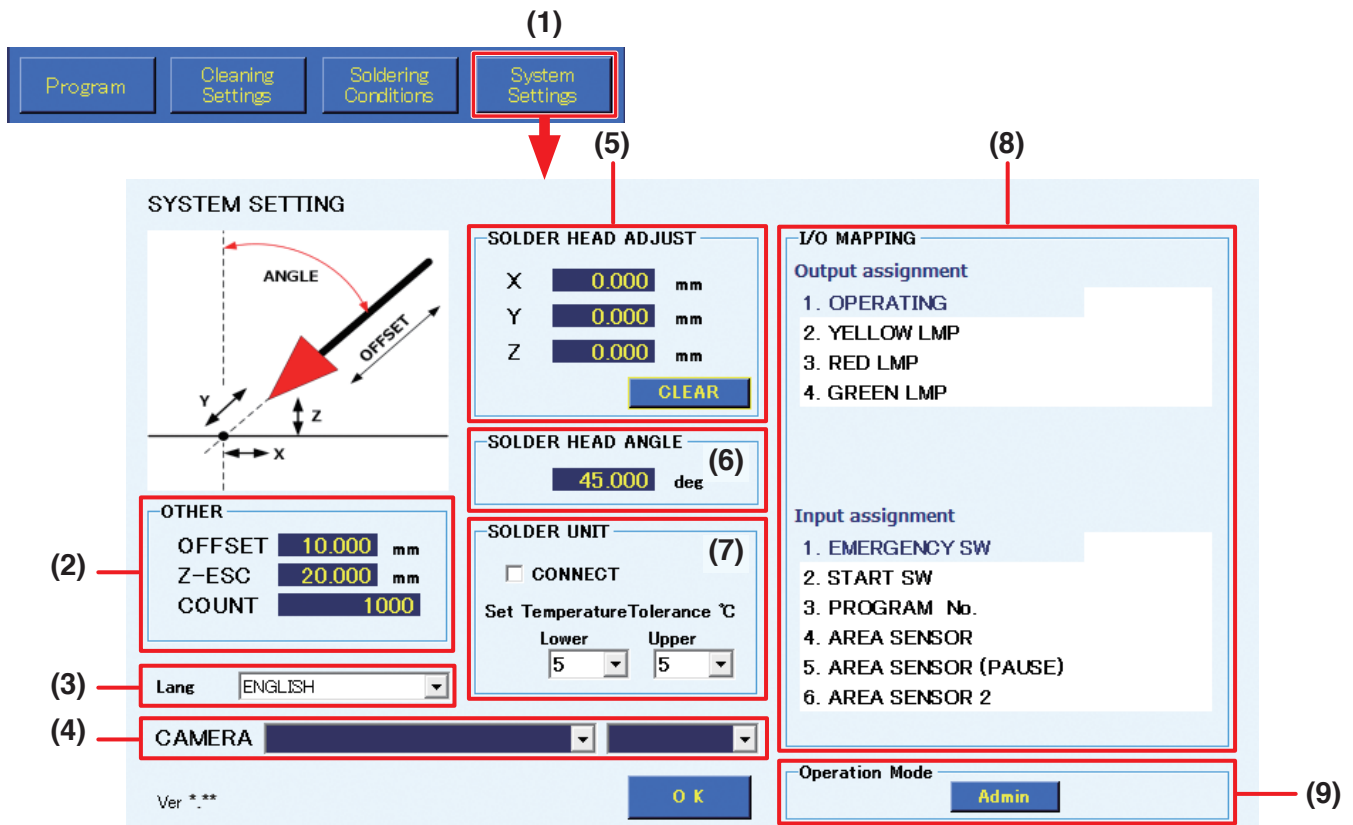 (1)
Program
Cleaning
Settings
Soldering
Conditions
System
Settings
(5)
(8)
SYSTEM SETTING
ANGLE
OFFSET
Y
Z
X
SOLDER HEAD ADJUST
X 0.000 mm
Y 0.000 mm
Z 0.000 mm
CLEAR
SOLDER HEAD ANGLE
(6)
45.000 deg
(2)
OTHER
OFFSET 10.000 mm
Z-ESC 20.000 mm
COUNT 1000
SOLDER UNIT
(7)
CONNECT
Set TemperatureTolerance ℃
Lower Upper
5 5
(3)
Lang ENGLISH
(4)
CAMERA
I/O MAPPING
Output assignment
1. OPERATING
2. YELLOW LMP
3. RED LMP
4. GREEN LMP
Input assignment
1. EMERGENCY SW
2. START SW
3. PROGRAM No.
4. AREA SENSOR
5. AREA SENSOR (PAUSE)
6. AREA SENSOR 2
Ver *.**
O K
Operation Mode
Admin
(9)